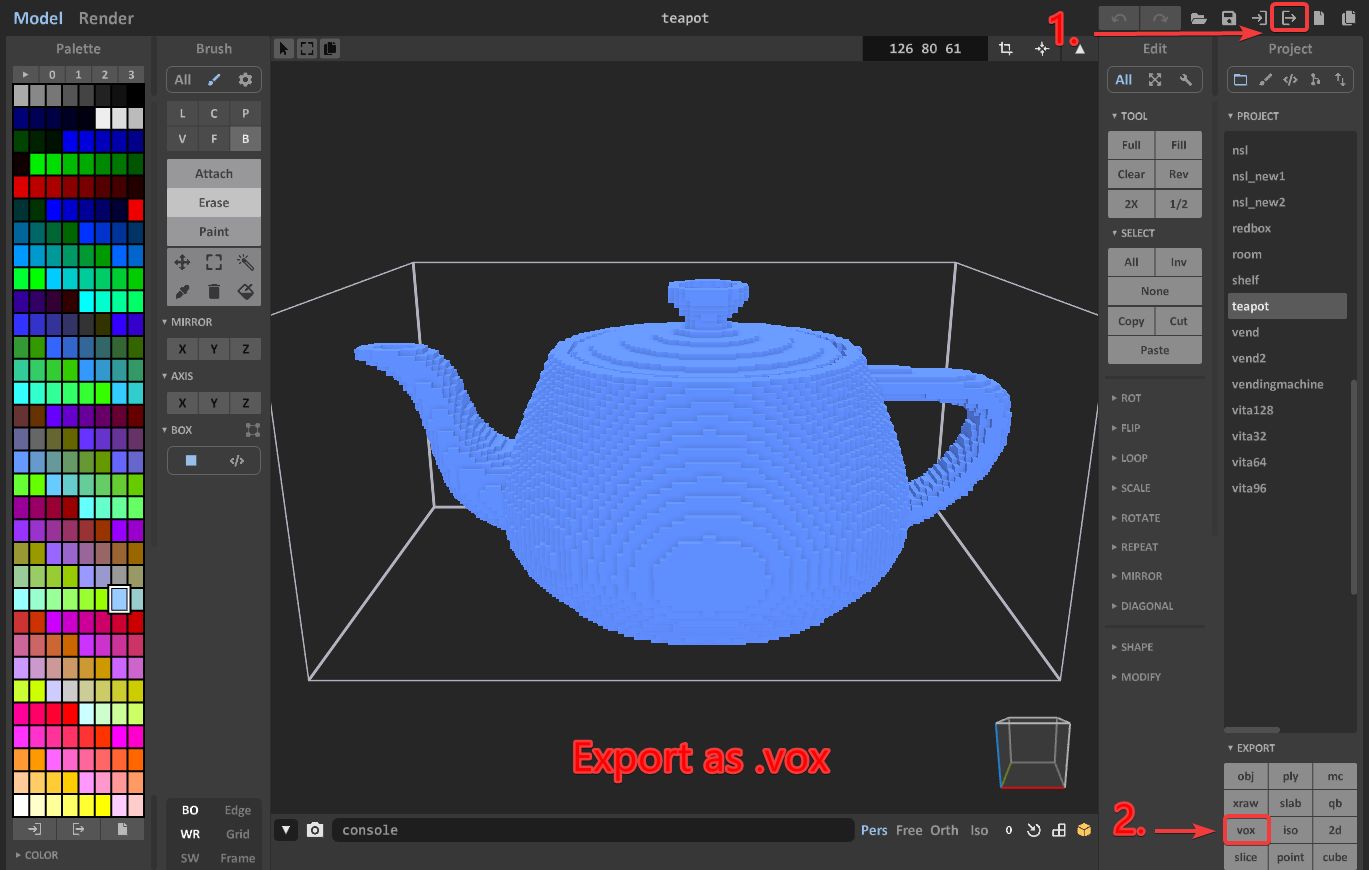 Model Render
teapot
1.
Palette
0 1 2 3
COLOR
Brush
All
L C P
V F B
Attach
Erase
Paint
MIRROR
X Y Z
AXIS
X Y Z
BOX
BO Edge
WR Grid
SW Frame
126 80 61
Export as .vox
console
Pers Free Orth Iso 0
Edit
All
TOOL
Full Fill
Clear Rev
2X 1/2
SELECT
All Inv
None
Copy Cut
Paste
ROT
FLIP
LOOP
SCALE
ROTATE
REPEAT
MIRROR
DIAGONAL
SHAPE
MODIFY
Project
PROJECT
nsl
nsl_new1
nsl_new2
redbox
room
shelf
teapot
vend
vend2
vendingmachine
vita128
vita32
vita64
vita96
EXPORT
obj ply mc
xraw slab qb
2.
vox iso 2d
slice point cube